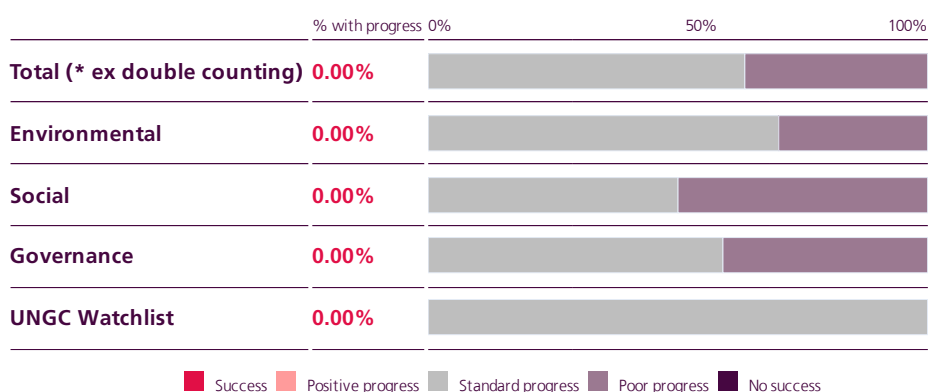 % with progress 0% 50% 100%
Total (* ex double counting) 0.00%
Environmental 0.00%
Social 0.00%
Governance 0.00%
UNGC Watchlist 0.00%
Success Positive progress Standard progress Poor progress No success